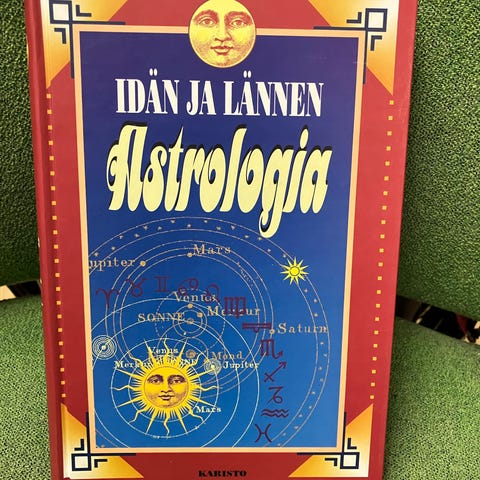 IDÄN JA LÄNNEN
Astrologia
Mars
Jupiter
♈ ♉ ♊ ♋ ♌ ♍
Venus
Merkur
SONNE
Saturn
♎
♏
Venus
Mond
Merkur
Jupiter
♐
♑
Mars
♒
♓
KARISTO